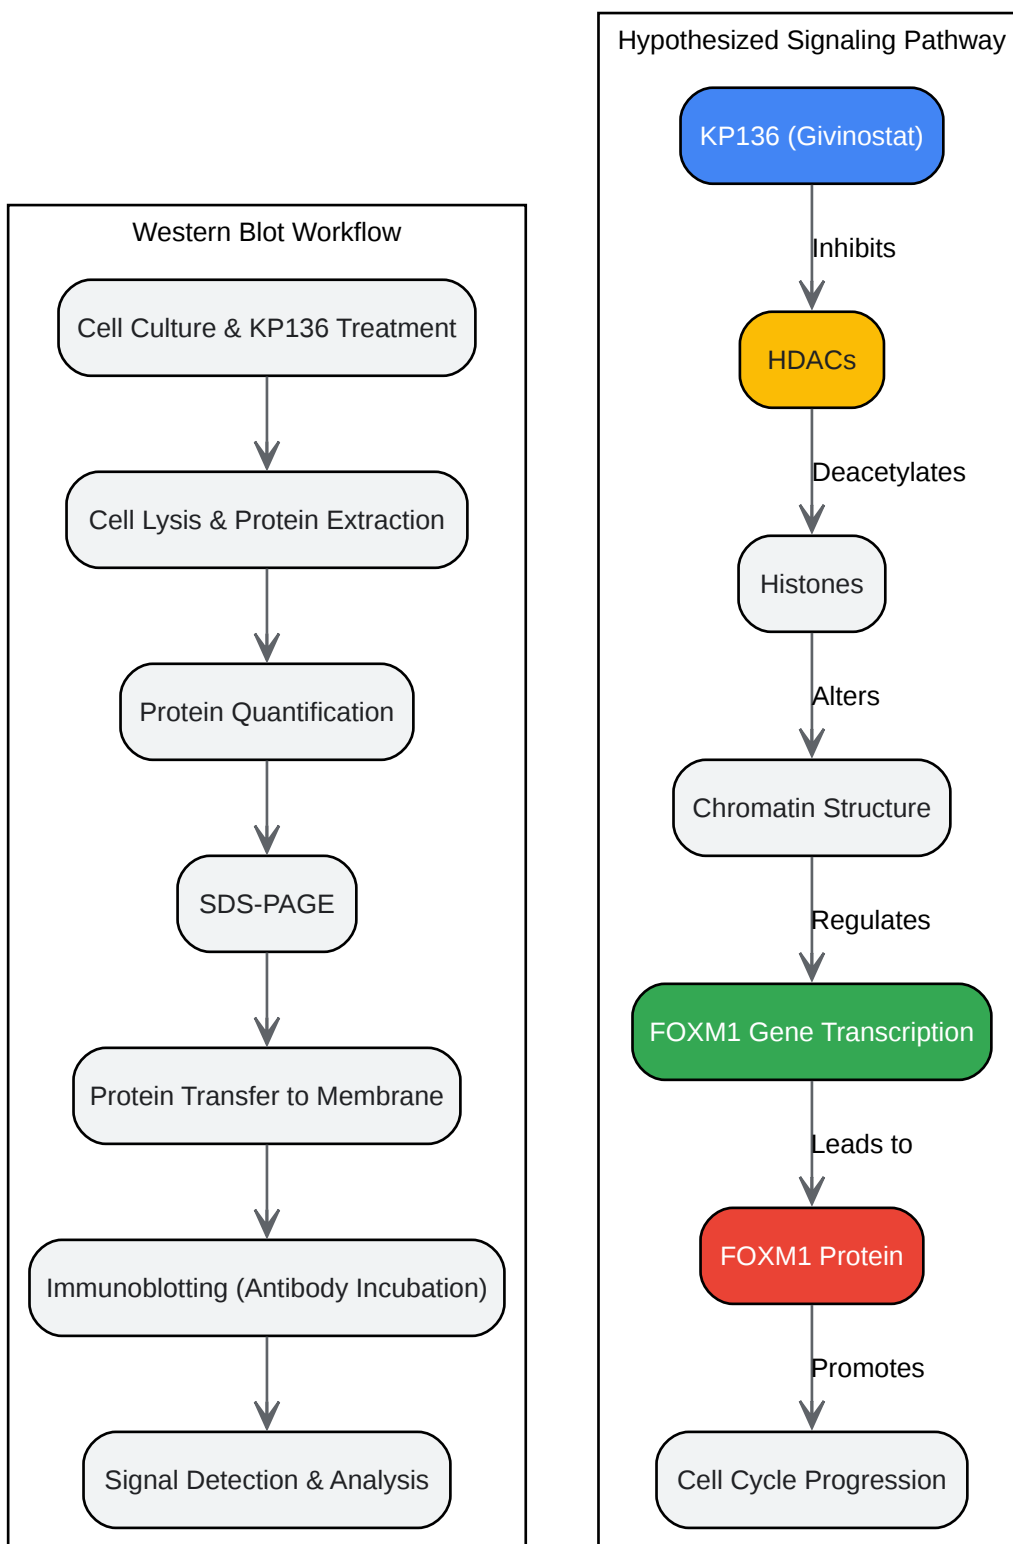 Western Blot Workflow
Cell Culture & KP136 Treatment
Cell Lysis & Protein Extraction
Protein Quantification
SDS-PAGE
Protein Transfer to Membrane
Immunoblotting (Antibody Incubation)
Signal Detection & Analysis
Hypothesized Signaling Pathway
KP136 (Givinostat)
Inhibits
HDACs
Deacetylates
Histones
Alters
Chromatin Structure
Regulates
FOXM1 Gene Transcription
Leads to
FOXM1 Protein
Promotes
Cell Cycle Progression